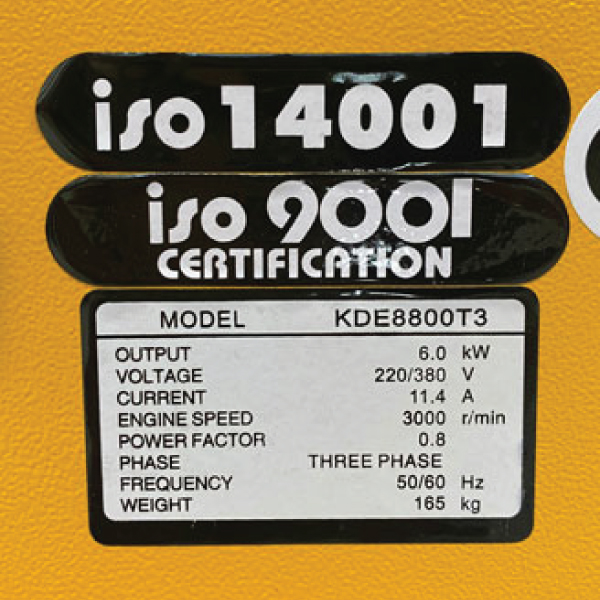 iso 14001
iso 9001
CERTIFICATION
MODEL KDE8800T3
OUTPUT 6.0 kW
VOLTAGE 220/380 V
CURRENT 11.4 A
ENGINE SPEED 3000 r/min
POWER FACTOR 0.8
PHASE THREE PHASE
FREQUENCY 50/60 Hz
WEIGHT 165 kg